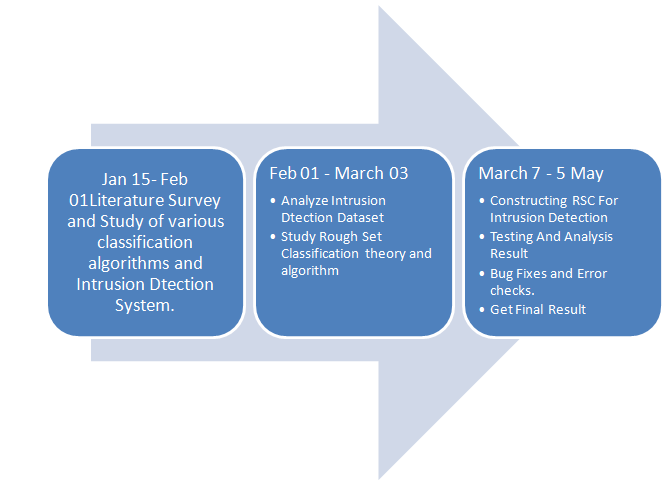 Jan 15- Feb
01Literature Survey
and Study of various
classification
algorithms and
Intrusion Dtection
System.
Feb 01 - March 03
• Analyze Intrusion
Dtection Dataset
• Study Rough Set
Classification theory and
algorithm
March 7 - 5 May
• Constructing RSC For
Intrusion Detection
• Testing And Analysis
Result
• Bug Fixes and Error
checks.
• Get Final Result